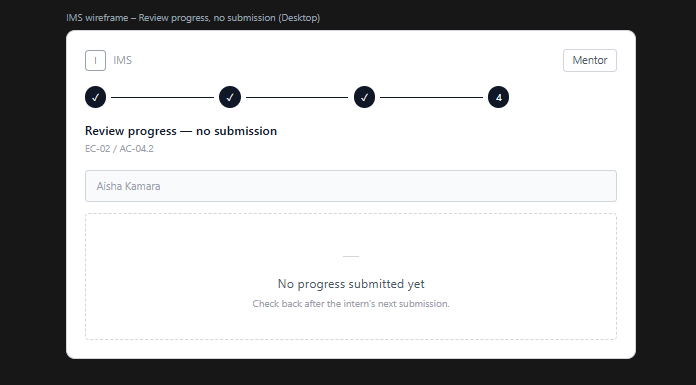 IMS wireframe – Review progress, no submission (Desktop)
I IMS Mentor
✓ ✓ ✓ 4
Review progress — no submission
EC-02 / AC-04.2
Aisha Kamara
—
No progress submitted yet
Check back after the intern's next submission.